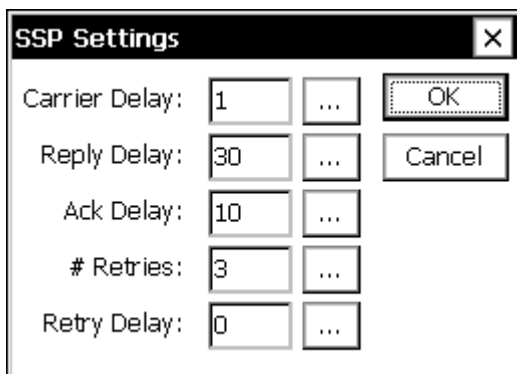 SSP Settings
Carrier Delay: 1 ... OK
Reply Delay: 30 ... Cancel
Ack Delay: 10 ...
# Retries: 3 ...
Retry Delay: 0 ...